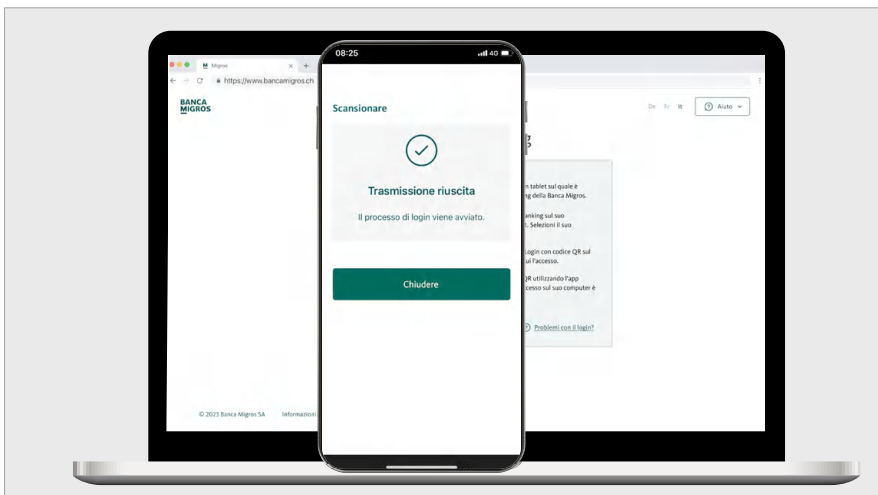 08:25
4G
Migros
https://www.bancamigros.ch
BANCA
MIGROS
De Fr It
Aiuto
Scansionare
Trasmissione riuscita
Il processo di login viene avviato.
Chiudere
n tablet sul quale è
ng della Banca Migros.
anking sul suo
t. Selezioni il suo
Login con codice QR sul
ui l'accesso.
QR utilizzando l'app
cesso sul suo computer è
Problemi con il login?
© 2023 Banca Migros SA Informazioni